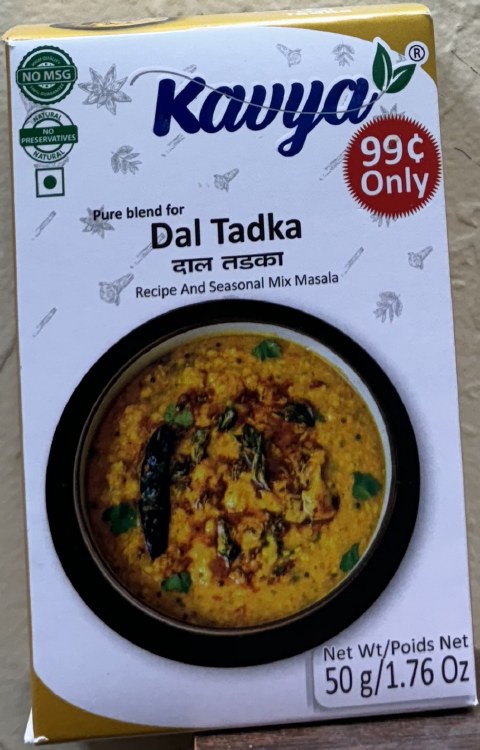 NO MSG
NATURAL
NO
PRESERVATIVES
NATURAL
Kavya®
99¢
Only
Pure blend for
Dal Tadka
दाल तडका
Recipe And Seasonal Mix Masala
Net Wt/Poids Net
50 g/1.76 Oz